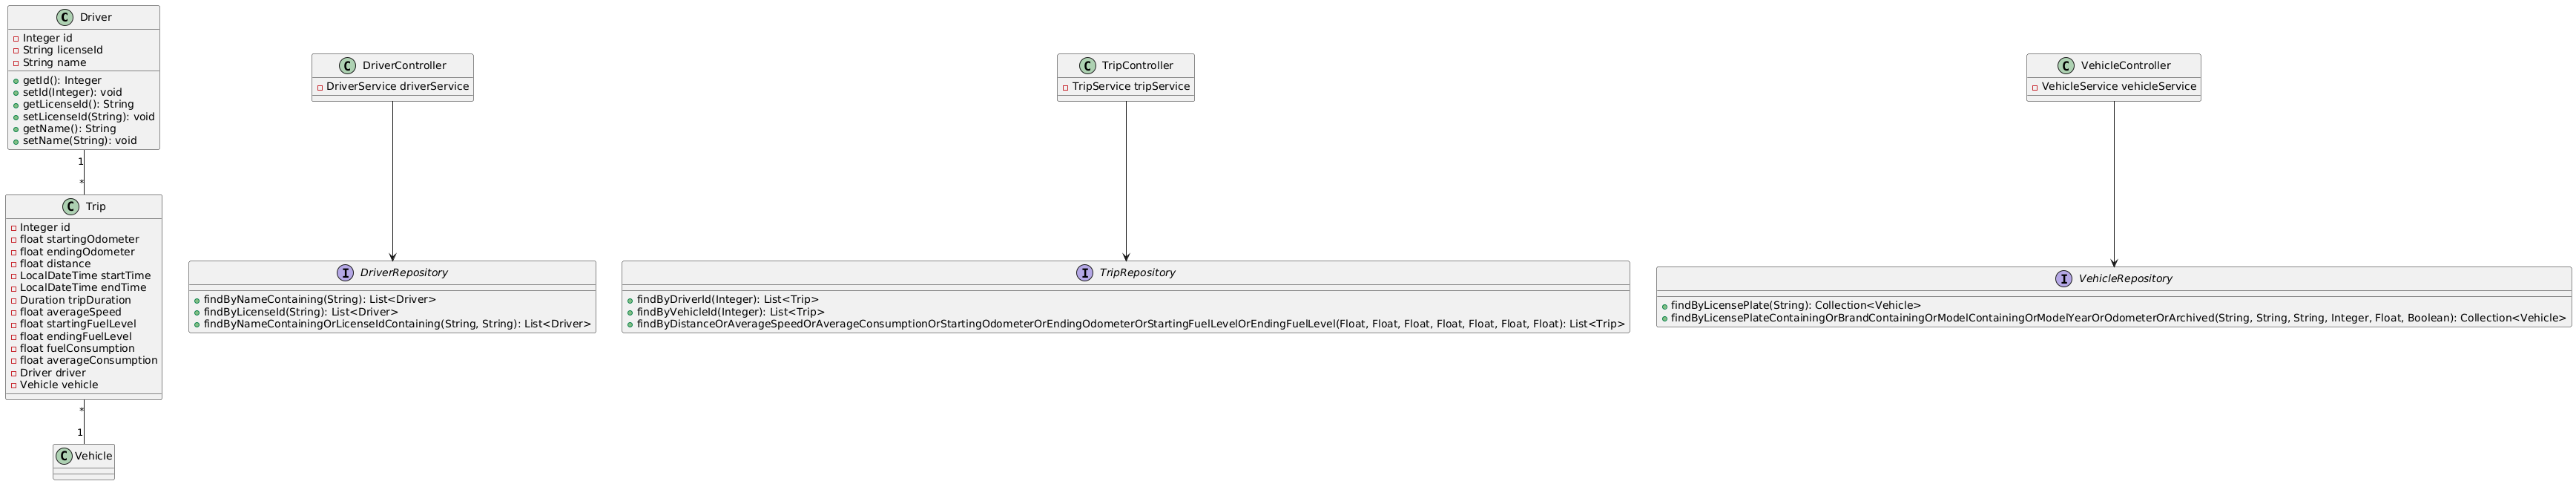 Driver
Integer id
String licenseId
String name
getId(): Integer
setId(Integer): void
getLicenseId(): String
setLicenseId(String): void
getName(): String
setName(String): void
1
*
Trip
Integer id
float startingOdometer
float endingOdometer
float distance
LocalDateTime startTime
LocalDateTime endTime
Duration tripDuration
float averageSpeed
float startingFuelLevel
float endingFuelLevel
float fuelConsumption
float averageConsumption
Driver driver
Vehicle vehicle
*
1
Vehicle
DriverController
DriverService driverService
DriverRepository
findByNameContaining(String): List<Driver>
findByLicenseId(String): List<Driver>
findByNameContainingOrLicenseIdContaining(String, String): List<Driver>
TripController
TripService tripService
TripRepository
findByDriverId(Integer): List<Trip>
findByVehicleId(Integer): List<Trip>
findByDistanceOrAverageSpeedOrAverageConsumptionOrStartingOdometerOrEndingOdometerOrStartingFuelLevelOrEndingFuelLevel(Float, Float, Float, Float, Float, Float, Float): List<Trip>
VehicleController
VehicleService vehicleService
VehicleRepository
findByLicensePlate(String): Collection<Vehicle>
findByLicensePlateContainingOrBrandContainingOrModelContainingOrModelYearOrOdometerOrArchived(String, String, String, Integer, Float, Boolean): Collection<Vehicle>